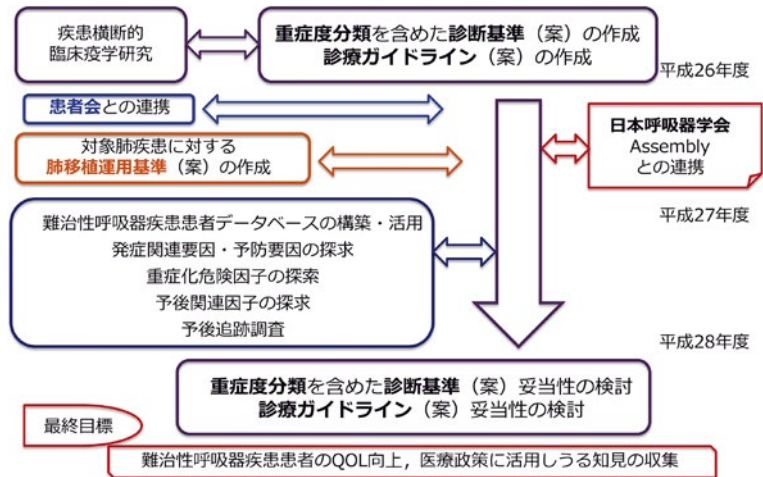 疾患横断的
臨床疫学研究
重症度分類を含めた診断基準（案）の作成
診療ガイドライン（案）の作成
平成26年度
患者会との連携
対象肺疾患に対する
肺移植運用基準（案）の作成
日本呼吸器学会
Assembly
との連携
平成27年度
難治性呼吸器疾患患者データベースの構築・活用
発症関連要因・予防要因の探求
重症化危険因子の探索
予後関連因子の探求
予後追跡調査
平成28年度
重症度分類を含めた診断基準（案）妥当性の検討
診療ガイドライン（案）妥当性の検討
最終目標
難治性呼吸器疾患患者のQOL向上，医療政策に活用しうる知見の収集